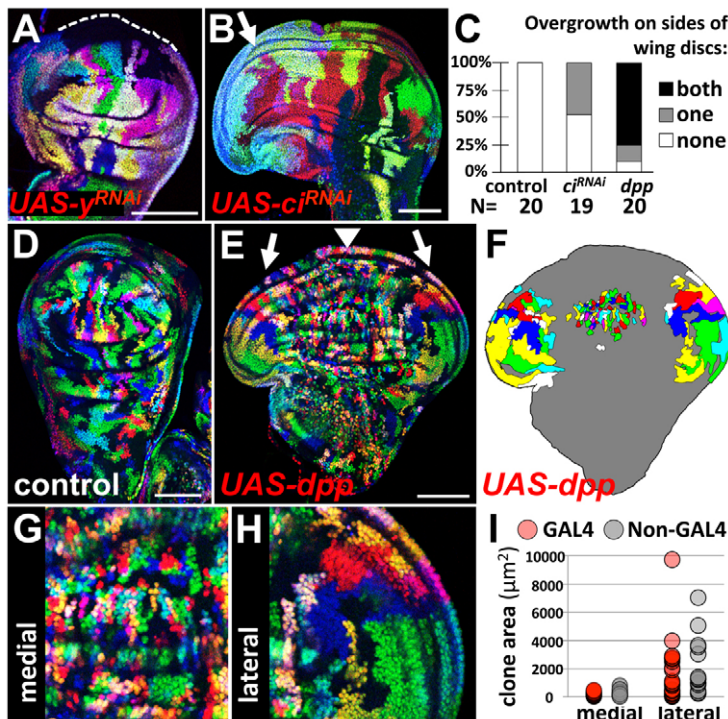 A
UAS-y^RNAi
B
UAS-ci^RNAi
C
Overgrowth on sides of
wing discs:
100%
75%
50%
25%
0%
both
one
none
control ci^RNAi dpp
N= 20 19 20
D
control
E
UAS-dpp
F
UAS-dpp
G
medial
H
lateral
I
GAL4 Non-GAL4
clone area (μm²)
10000
8000
6000
4000
2000
0
medial lateral